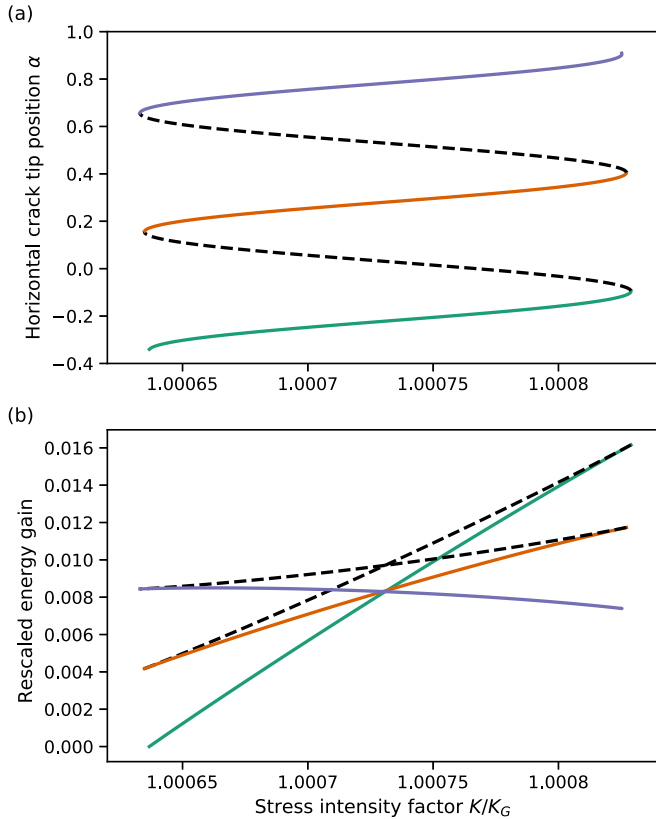 (a)
Horizontal crack tip position α
1.0
0.8
0.6
0.4
0.2
0.0
−0.2
−0.4
1.00065 1.0007 1.00075 1.0008
(b)
Rescaled energy gain
0.016
0.014
0.012
0.010
0.008
0.006
0.004
0.002
0.000
1.00065 1.0007 1.00075 1.0008
Stress intensity factor K/K_G